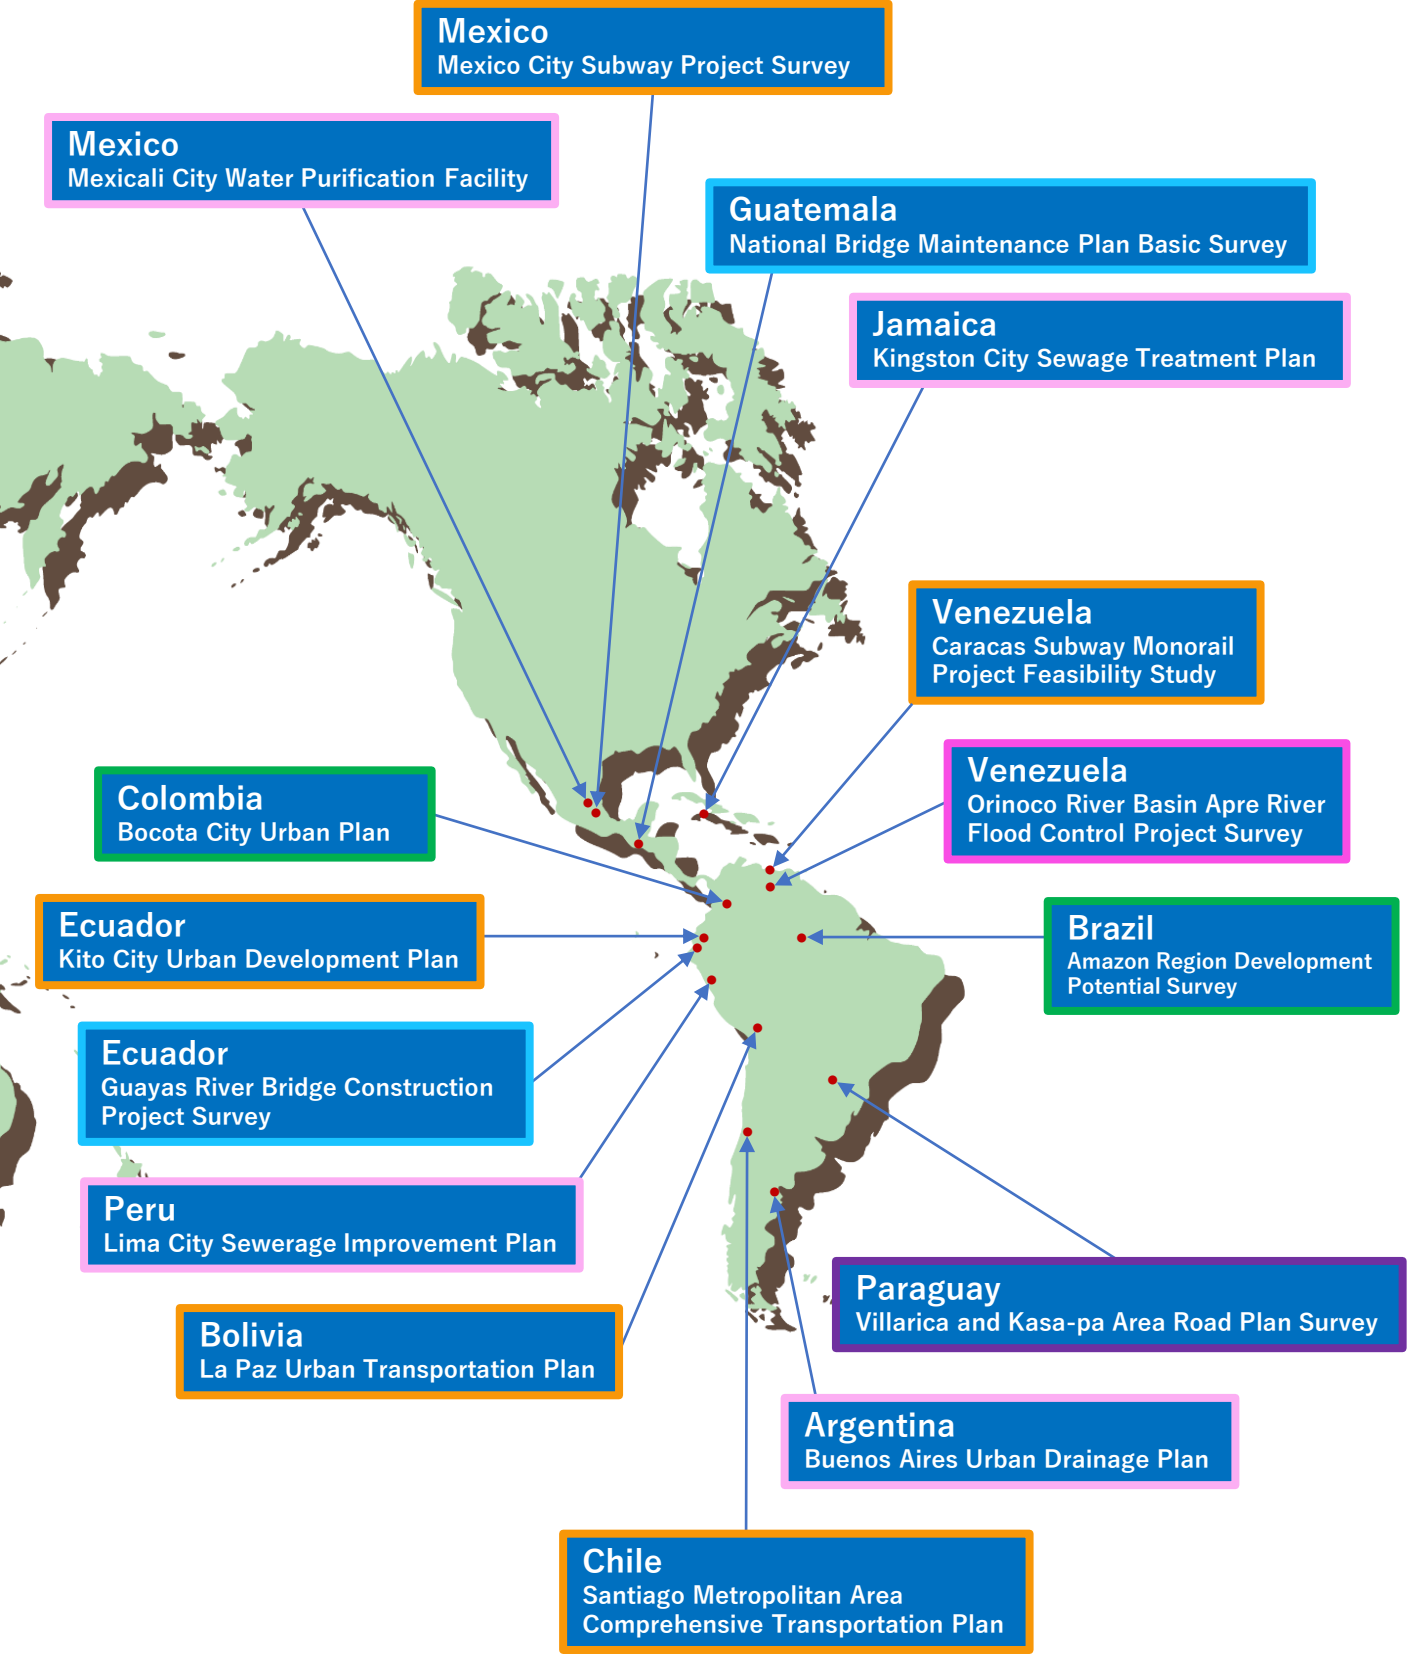 Mexico
Mexico City Subway Project Survey
Mexico
Mexicali City Water Purification Facility
Guatemala
National Bridge Maintenance Plan Basic Survey
Jamaica
Kingston City Sewage Treatment Plan
Venezuela
Caracas Subway Monorail
Project Feasibility Study
Venezuela
Orinoco River Basin Apre River
Flood Control Project Survey
Colombia
Bocota City Urban Plan
Ecuador
Kito City Urban Development Plan
Brazil
Amazon Region Development
Potential Survey
Ecuador
Guayas River Bridge Construction
Project Survey
Peru
Lima City Sewerage Improvement Plan
Paraguay
Villarica and Kasa-pa Area Road Plan Survey
Bolivia
La Paz Urban Transportation Plan
Argentina
Buenos Aires Urban Drainage Plan
Chile
Santiago Metropolitan Area
Comprehensive Transportation Plan